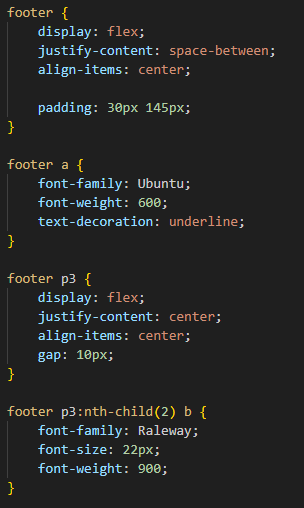 footer {
    display: flex;
    justify-content: space-between;
    align-items: center;

    padding: 30px 145px;
}

footer a {
    font-family: Ubuntu;
    font-weight: 600;
    text-decoration: underline;
}

footer p3 {
    display: flex;
    justify-content: center;
    align-items: center;
    gap: 10px;
}

footer p3:nth-child(2) b {
    font-family: Raleway;
    font-size: 22px;
    font-weight: 900;
}